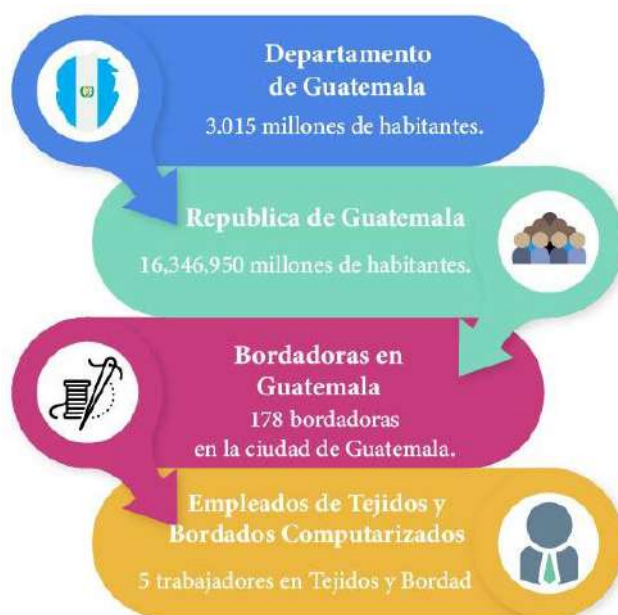 Departamento
de Guatemala
3.015 millones de habitantes.
Republica de Guatemala
16,346,950 millones de habitantes.
Bordadoras en
Guatemala
178 bordadoras
en la ciudad de Guatemala.
Empleados de Tejidos y
Bordados Computarizados
5 trabajadores en Tejidos y Bordad